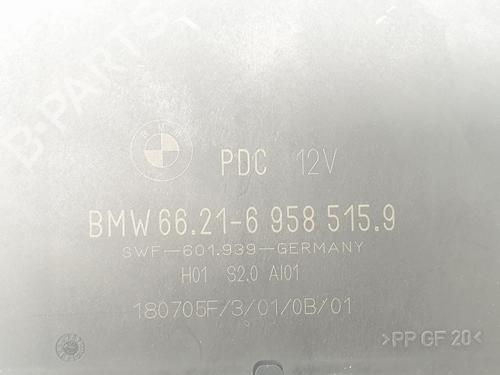 B-PARTS
BMW
PDC 12V
BMW 66.21-6 958 515.9
SWF-601.939-GERMANY
H01 S2.0 AI01
180705F/3/01/0B/01
>PP GF 20<